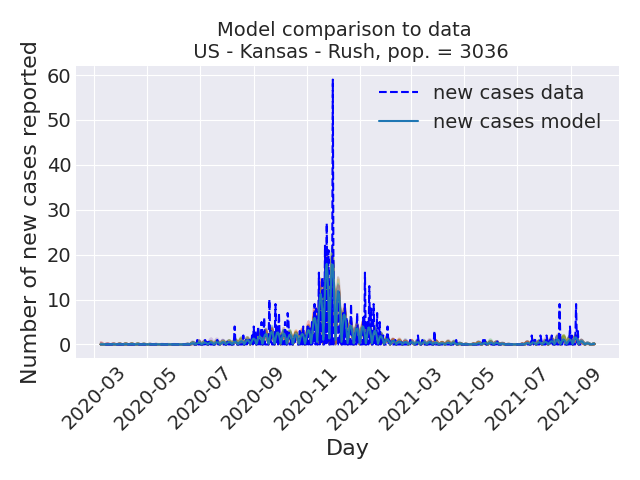 Model comparison to data
US - Kansas - Rush, pop. = 3036
Number of new cases reported
60
50
40
30
20
10
0
new cases data
new cases model
2020-03
2020-05
2020-07
2020-09
2020-11
2021-01
2021-03
2021-05
2021-07
2021-09
Day